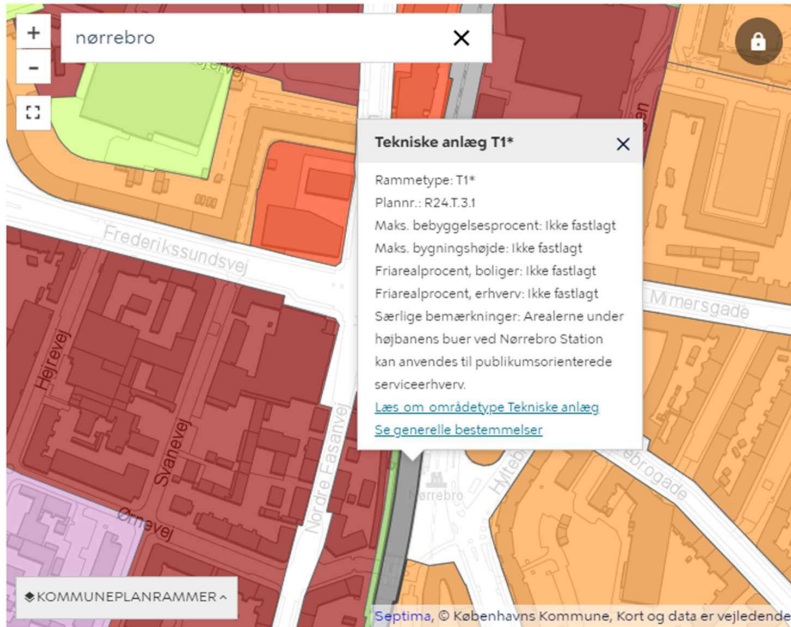 +
nørrebro
-
ejervej
Tekniske anlæg T1*
Rammetype: T1*
Plannr.: R24.T.3.1
Maks. bebyggelsesprocent: Ikke fastlagt
Maks. bygningshøjde: Ikke fastlagt
Friarealprocent, boliger: Ikke fastlagt
Friarealprocent, erhverv: Ikke fastlagt
Særlige bemærkninger: Arealerne under
højbanens buer ved Nørrebro Station
kan anvendes til publikumsorienterede
serviceerhverv.
Læs om områdetype Tekniske anlæg
Se generelle bestemmelser
Frederikssundsvej
Mimersgade
Hejrevej
Svanevej
Nordre Fasanvej
Ørnevej
Nørrebro
ebrogade
KOMMUNEPLANRAMMER
Septima, © Københavns Kommune, Kort og data er vejledende